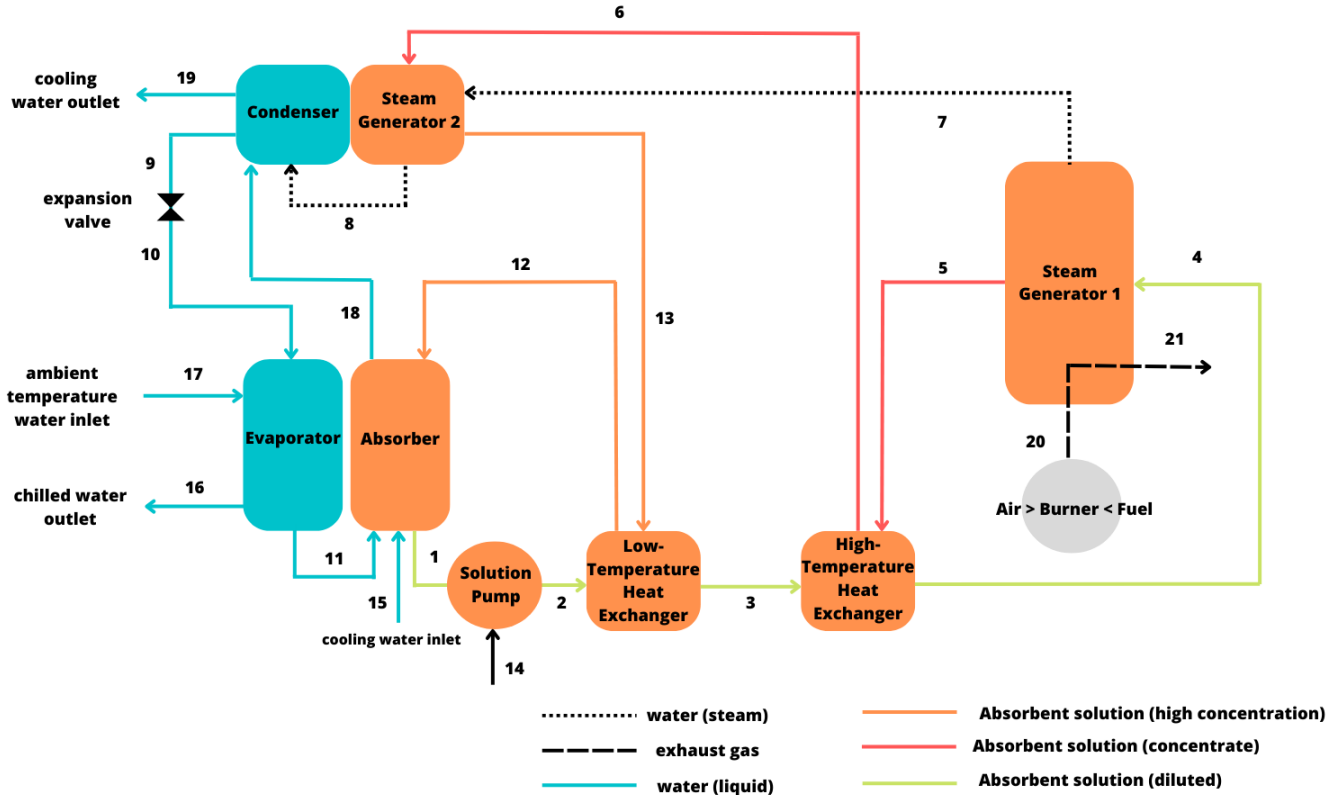 6
19
cooling
water outlet
Condenser
Steam
Generator 2
7
9
expansion
valve
8
10
12
5
4
Steam
Generator 1
18
13
21
ambient
temperature
water inlet
17
Evaporator
Absorber
20
16
chilled water
outlet
Air > Burner < Fuel
11
1
Solution
Pump
2
Low-
Temperature
Heat
Exchanger
3
High-
Temperature
Heat
Exchanger
15
cooling water inlet
14
water (steam)
exhaust gas
water (liquid)
Absorbent solution (high concentration)
Absorbent solution (concentrate)
Absorbent solution (diluted)